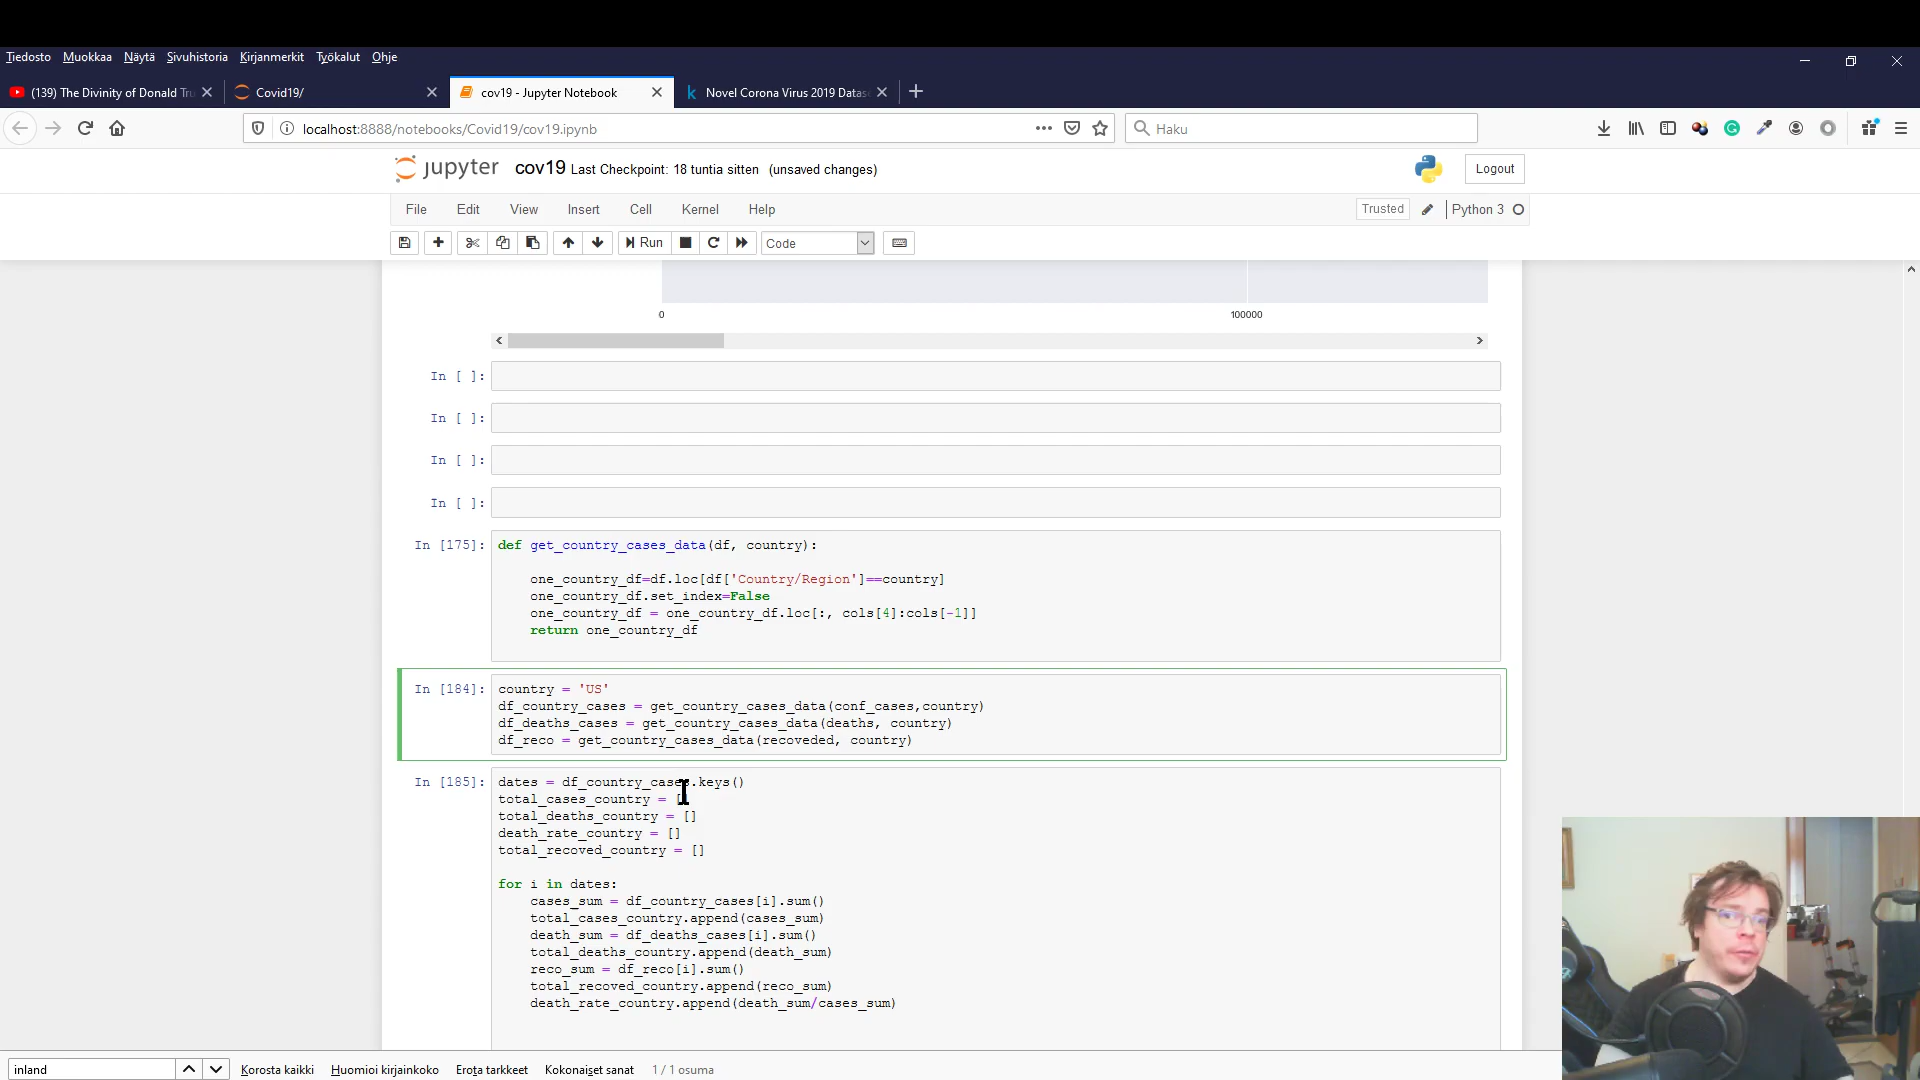 Tiedosto Muokkaa Näytä Sivuhistoria Kirjanmerkit Työkalut Ohje
(139) The Divinity of Donald Tru
Covid19/
cov19 - Jupyter Notebook
Novel Corona Virus 2019 Datas
localhost:8888/notebooks/Covid19/cov19.ipynb
Haku
jupyter cov19 Last Checkpoint: 18 tuntia sitten (unsaved changes)
Logout
File Edit View Insert Cell Kernel Help
Trusted
Python 3
Run
Code
0 100000
In [ ]:
In [ ]:
In [ ]:
In [ ]:
In [175]: def get_country_cases_data(df, country):
one_country_df=df.loc[df['Country/Region']==country]
one_country_df.set_index=False
one_country_df = one_country_df.loc[:, cols[4]:cols[-1]]
return one_country_df
In [184]: country = 'US'
df_country_cases = get_country_cases_data(conf_cases,country)
df_deaths_cases = get_country_cases_data(deaths, country)
df_reco = get_country_cases_data(recoveded, country)
In [185]: dates = df_country_cases.keys()
total_cases_country = []
total_deaths_country = []
death_rate_country = []
total_recoved_country = []
for i in dates:
cases_sum = df_country_cases[i].sum()
total_cases_country.append(cases_sum)
death_sum = df_deaths_cases[i].sum()
total_deaths_country.append(death_sum)
reco_sum = df_reco[i].sum()
total_recoved_country.append(reco_sum)
death_rate_country.append(death_sum/cases_sum)
inland
Korosta kaikki Huomioi kirjainkoko Erota tarkkeet Kokonaiset sanat 1 / 1 osuma